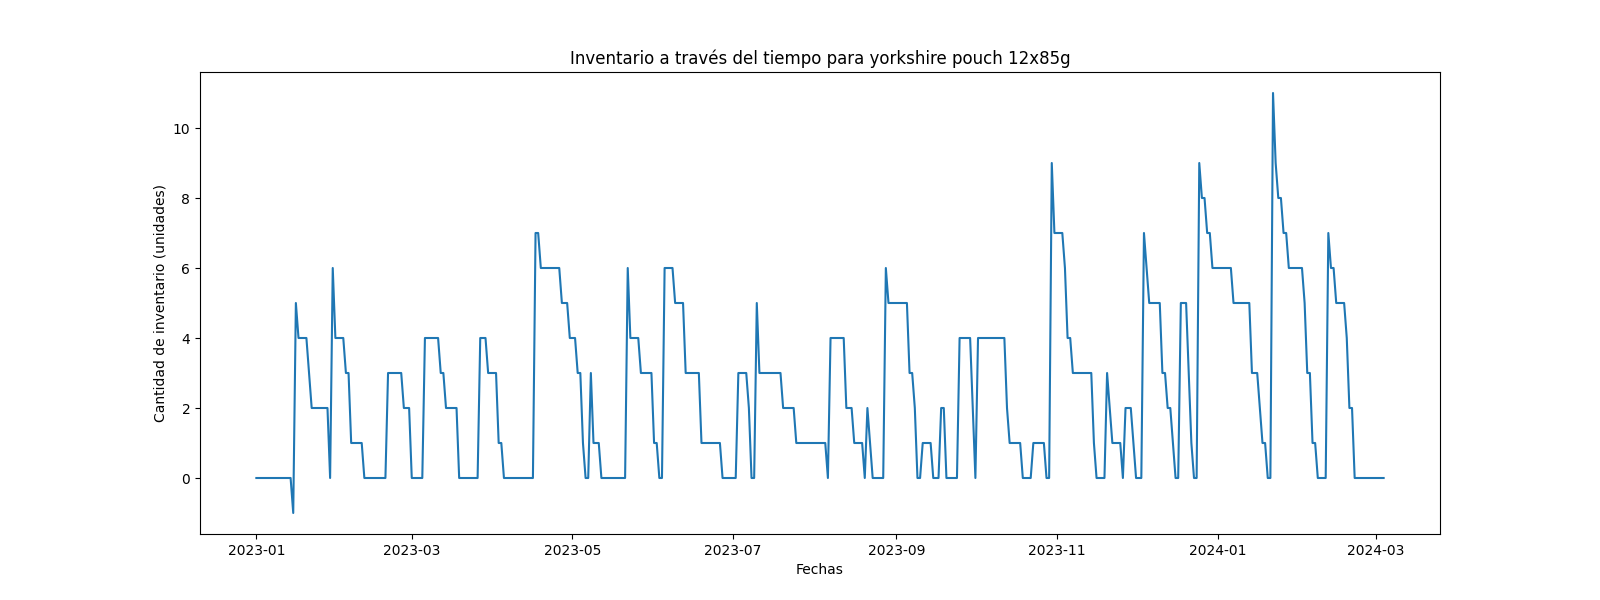 Inventario a través del tiempo para yorkshire pouch 12x85g
Cantidad de inventario (unidades)
10
8
6
4
2
0
2023-01 2023-03 2023-05 2023-07 2023-09 2023-11 2024-01 2024-03
Fechas